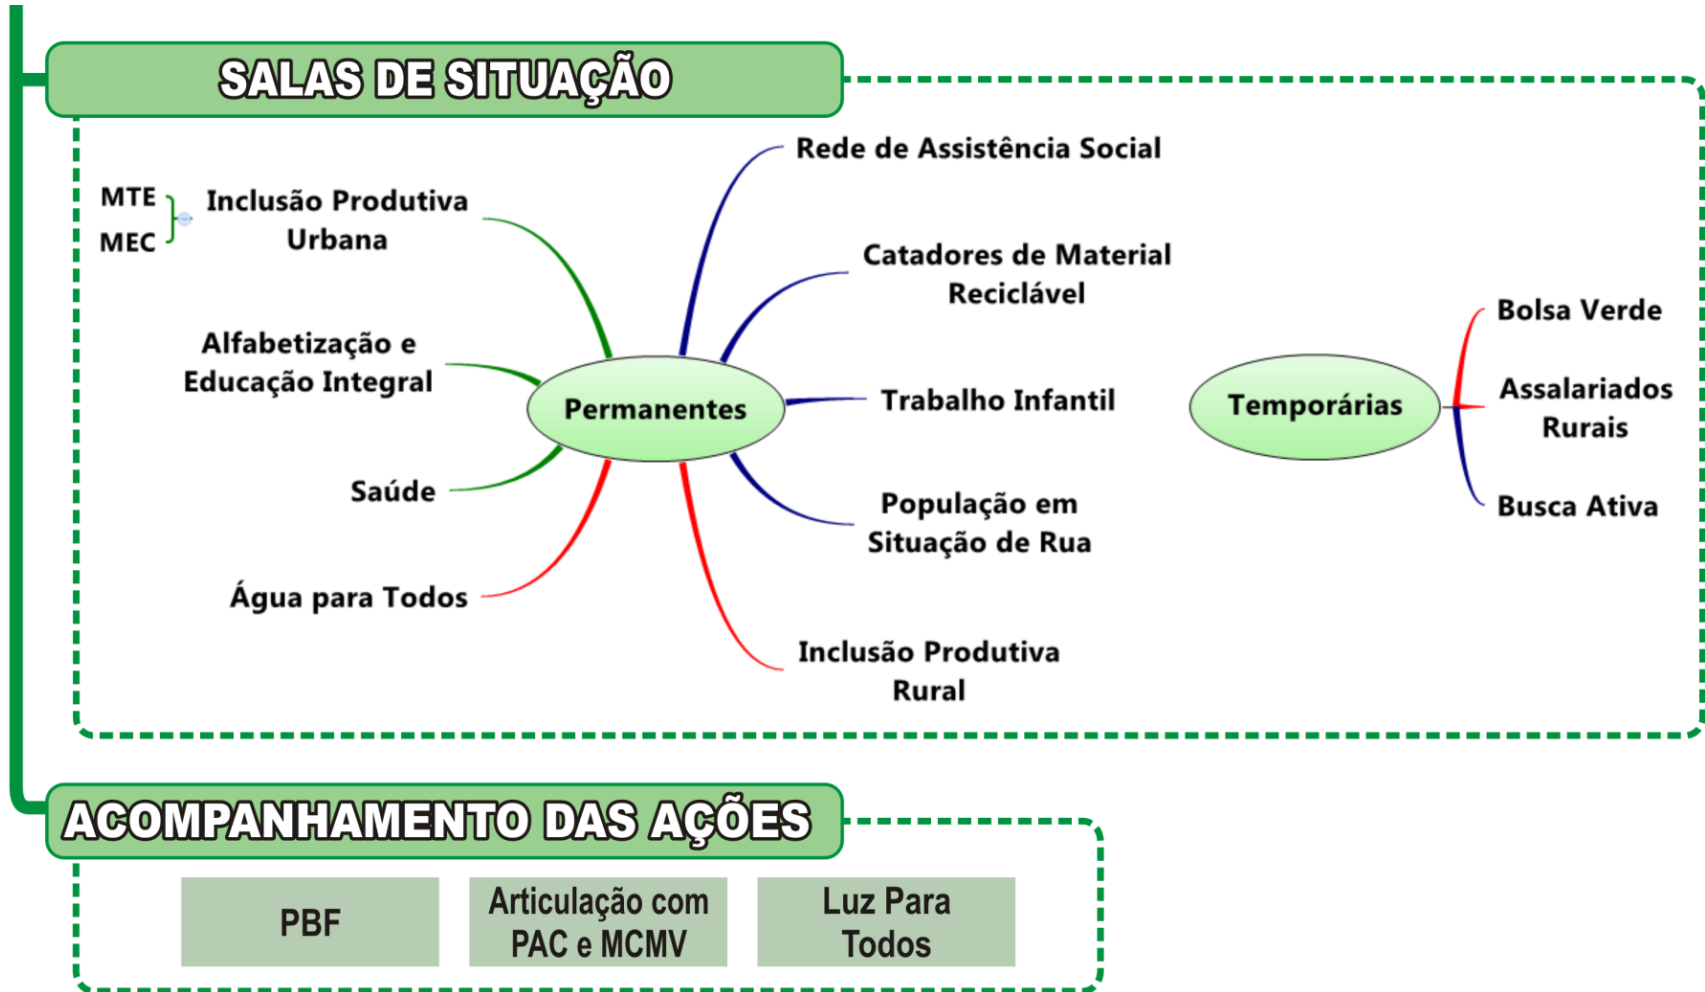 SALAS DE SITUAÇÃO
MTE
MEC
Inclusão Produtiva
Urbana
Alfabetização e
Educação Integral
Saúde
Água para Todos
Permanentes
Rede de Assistência Social
Catadores de Material
Reciclável
Trabalho Infantil
População em
Situação de Rua
Inclusão Produtiva
Rural
Temporárias
Bolsa Verde
Assalariados
Rurais
Busca Ativa
ACOMPANHAMENTO DAS AÇÕES
PBF
Articulação com
PAC e MCMV
Luz Para
Todos